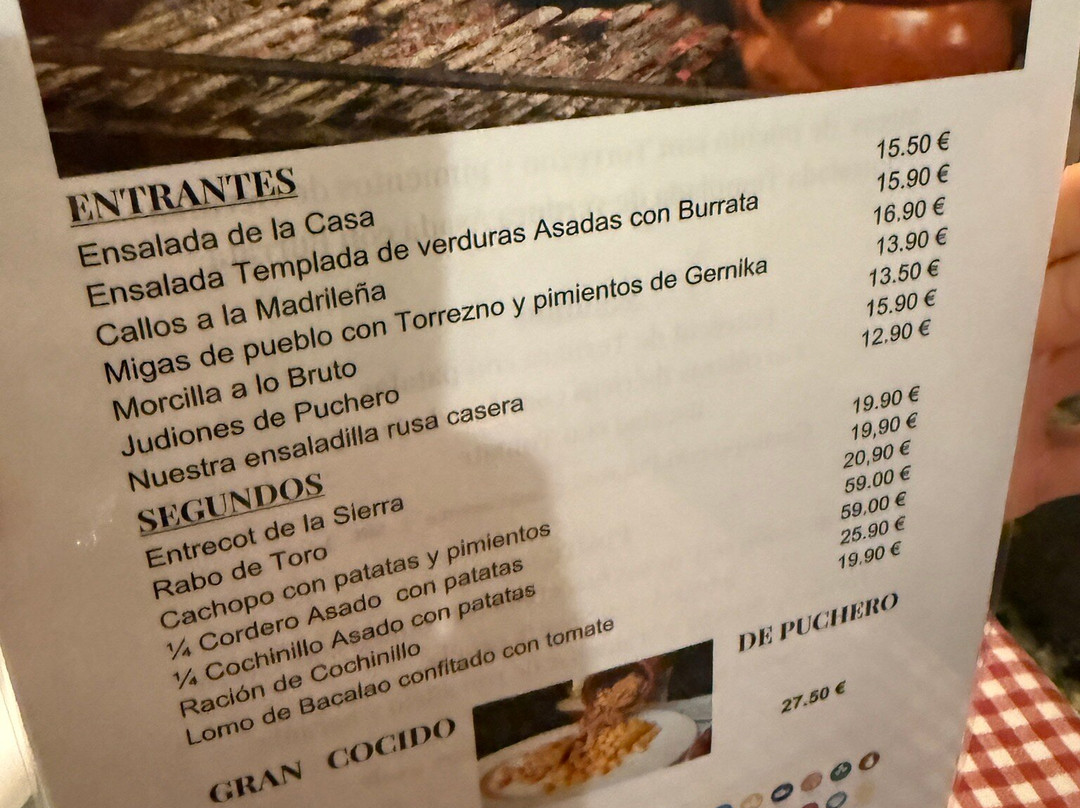 ENTRANTES
Ensalada de la Casa 15.50 €
Ensalada Templada de verduras Asadas con Burrata 15.90 €
Callos a la Madrileña 16.90 €
Migas de pueblo con Torrezno y pimientos de Gernika 13.90 €
Morcilla a lo Bruto 13.50 €
Judiones de Puchero 15.90 €
Nuestra ensaladilla rusa casera 12.90 €
SEGUNDOS
Entrecot de la Sierra 19.90 €
Rabo de Toro 19,90 €
Cachopo con patatas y pimientos 20,90 €
¼ Cordero Asado con patatas 59.00 €
¼ Cochinillo Asado con patatas 59.00 €
Ración de Cochinillo 25.90 €
Lomo de Bacalao confitado con tomate 19.90 €
GRAN COCIDO DE PUCHERO
27.50 €